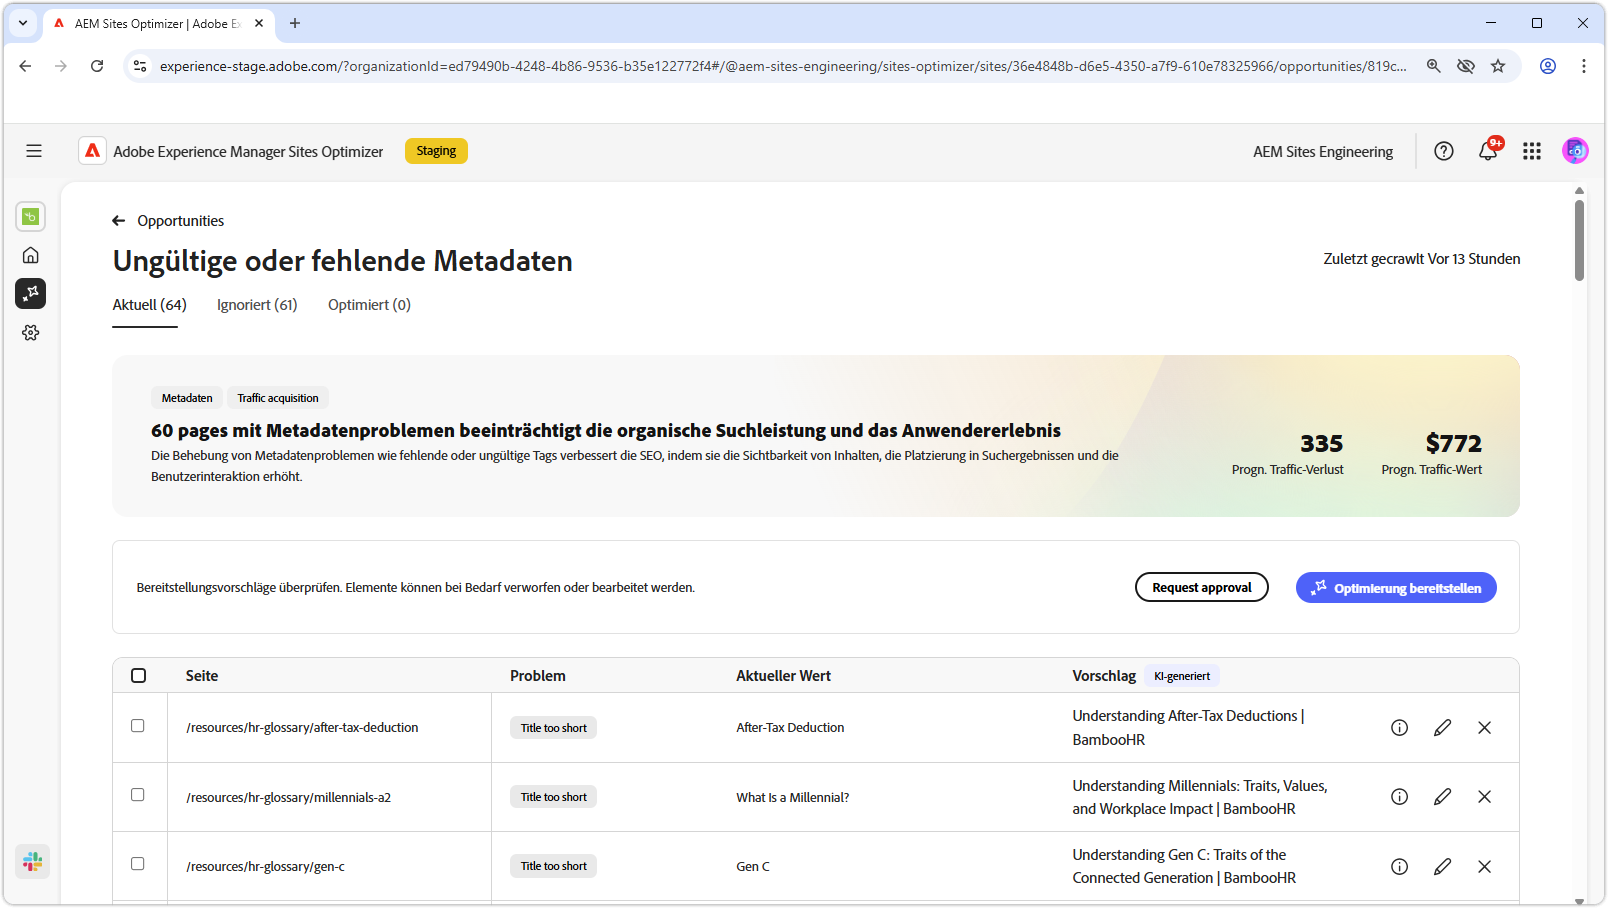 AEM Sites Optimizer | Adobe Ex
experience-stage.adobe.com/?organizationId=ed79490b-4248-4b86-9536-b35e122772f4#/@aem-sites-engineering/sites-optimizer/sites/36e4848b-d6e5-4350-a7f9-610e78325966/opportunities/819c...
Adobe Experience Manager Sites Optimizer
Staging
AEM Sites Engineering
9+
Opportunities
Ungültige oder fehlende Metadaten
Zuletzt gecrawlt Vor 13 Stunden
Aktuell (64)
Ignoriert (61)
Optimiert (0)
Metadaten
Traffic acquisition
60 pages mit Metadatenproblemen beeinträchtigt die organische Suchleistung und das Anwendererlebnis
Die Behebung von Metadatenproblemen wie fehlende oder ungültige Tags verbessert die SEO, indem sie die Sichtbarkeit von Inhalten, die Platzierung in Suchergebnissen und die
Benutzerinteraktion erhöht.
335
Progn. Traffic-Verlust
$772
Progn. Traffic-Wert
Bereitstellungsvorschläge überprüfen. Elemente können bei Bedarf verworfen oder bearbeitet werden.
Request approval
Optimierung bereitstellen
Seite
Problem
Aktueller Wert
Vorschlag
KI-generiert
/resources/hr-glossary/after-tax-deduction
Title too short
After-Tax Deduction
Understanding After-Tax Deductions |
BambooHR
/resources/hr-glossary/millennials-a2
Title too short
What Is a Millennial?
Understanding Millennials: Traits, Values,
and Workplace Impact | BambooHR
/resources/hr-glossary/gen-c
Title too short
Gen C
Understanding Gen C: Traits of the
Connected Generation | BambooHR